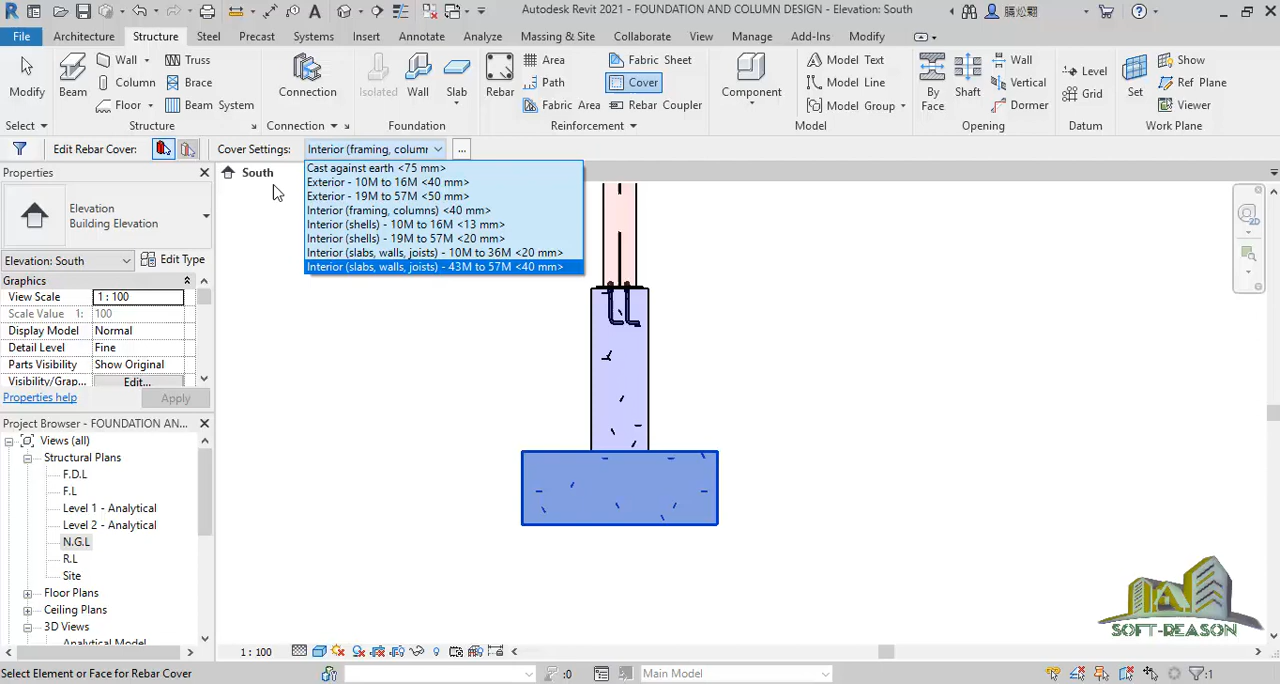 Autodesk Revit 2021 - FOUNDATION AND COLUMN DESIGN - Elevation: South
File Architecture Structure Steel Precast Systems Insert Annotate Analyze Massing & Site Collaborate View Manage Add-Ins Modify
Modify
Select
Beam
Wall
Column
Floor
Truss
Brace
Beam System
Structure
Connection
Connection
Isolated
Wall
Slab
Foundation
Rebar
Area
Path
Fabric Area
Fabric Sheet
Cover
Rebar Coupler
Reinforcement
Component
Model Text
Model Line
Model Group
Model
By
Face
Shaft
Wall
Vertical
Dormer
Opening
Level
Grid
Datum
Set
Show
Ref Plane
Viewer
Work Plane
Edit Rebar Cover:
Cover Settings:
Interior (framing, colum
...
Cast against earth <75 mm>
Exterior - 10M to 16M <40 mm>
Exterior - 19M to 57M <50 mm>
Interior (framing, columns) <40 mm>
Interior (shells) - 10M to 16M <13 mm>
Interior (shells) - 19M to 57M <20 mm>
Interior (slabs, walls, joists) - 10M to 36M <20 mm>
Interior (slabs, walls, joists) - 43M to 57M <40 mm>
Properties
Elevation
Building Elevation
Elevation: South
Edit Type
Graphics
View Scale 1 : 100
Scale Value 1: 100
Display Model Normal
Detail Level Fine
Parts Visibility Show Original
Visibility/Grap... Edit...
Properties help
Apply
Project Browser - FOUNDATION AN...
Views (all)
Structural Plans
F.D.L
F.L
Level 1 - Analytical
Level 2 - Analytical
N.G.L
R.L
Site
Floor Plans
Ceiling Plans
3D Views
Analytical Model
South
2D
SOFT-REASON
1 : 100
Select Element or Face for Rebar Cover
:0
Main Model
:1